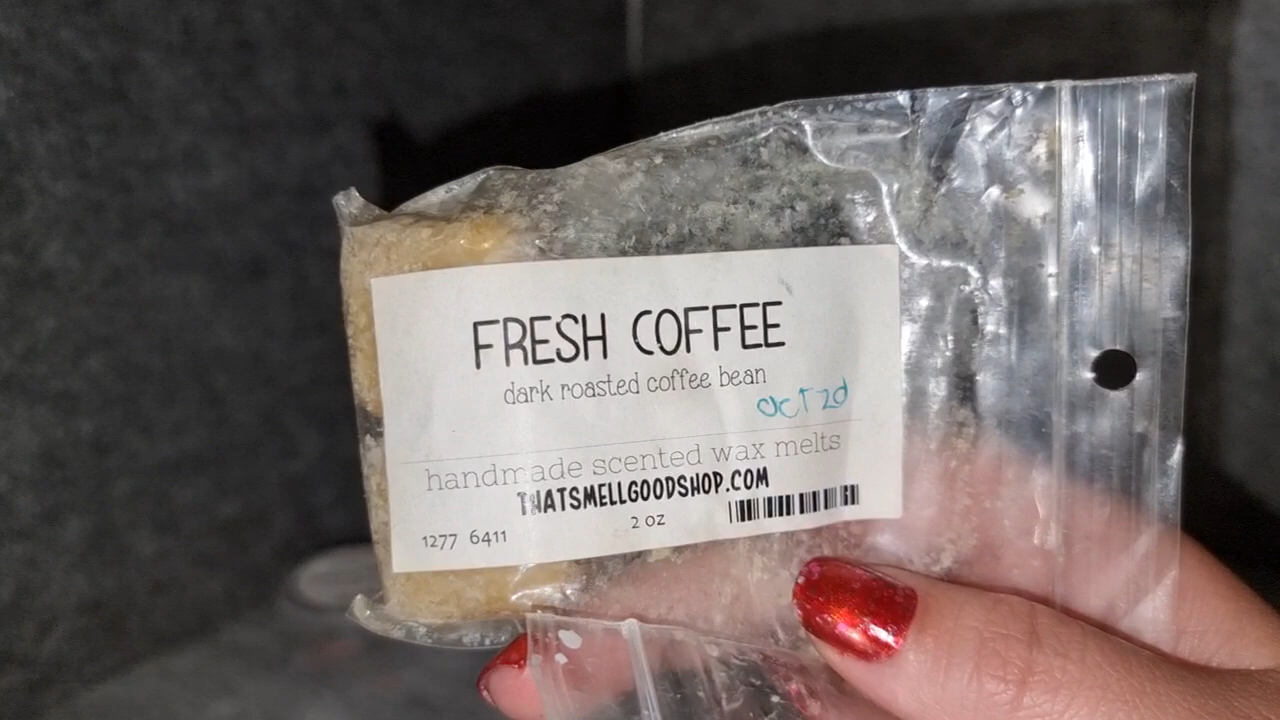 FRESH COFFEE
dark roasted coffee bean
oct 20
handmade scented wax melts
THATSMELLGOODSHOP.COM
2 oz
1277 6411